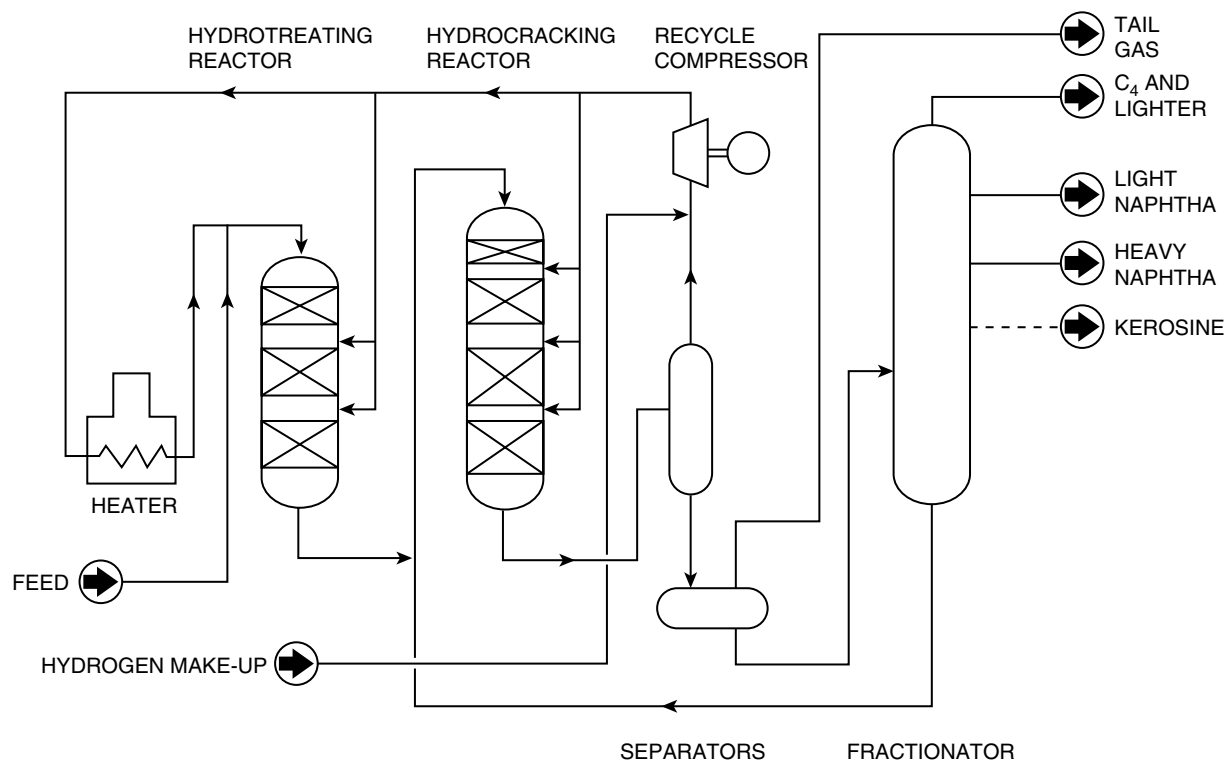 HYDROTREATING
REACTOR
HYDROCRACKING
REACTOR
RECYCLE
COMPRESSOR
TAIL
GAS
C₄ AND
LIGHTER
LIGHT
NAPHTHA
HEAVY
NAPHTHA
KEROSINE
HEATER
FEED
HYDROGEN MAKE-UP
SEPARATORS
FRACTIONATOR